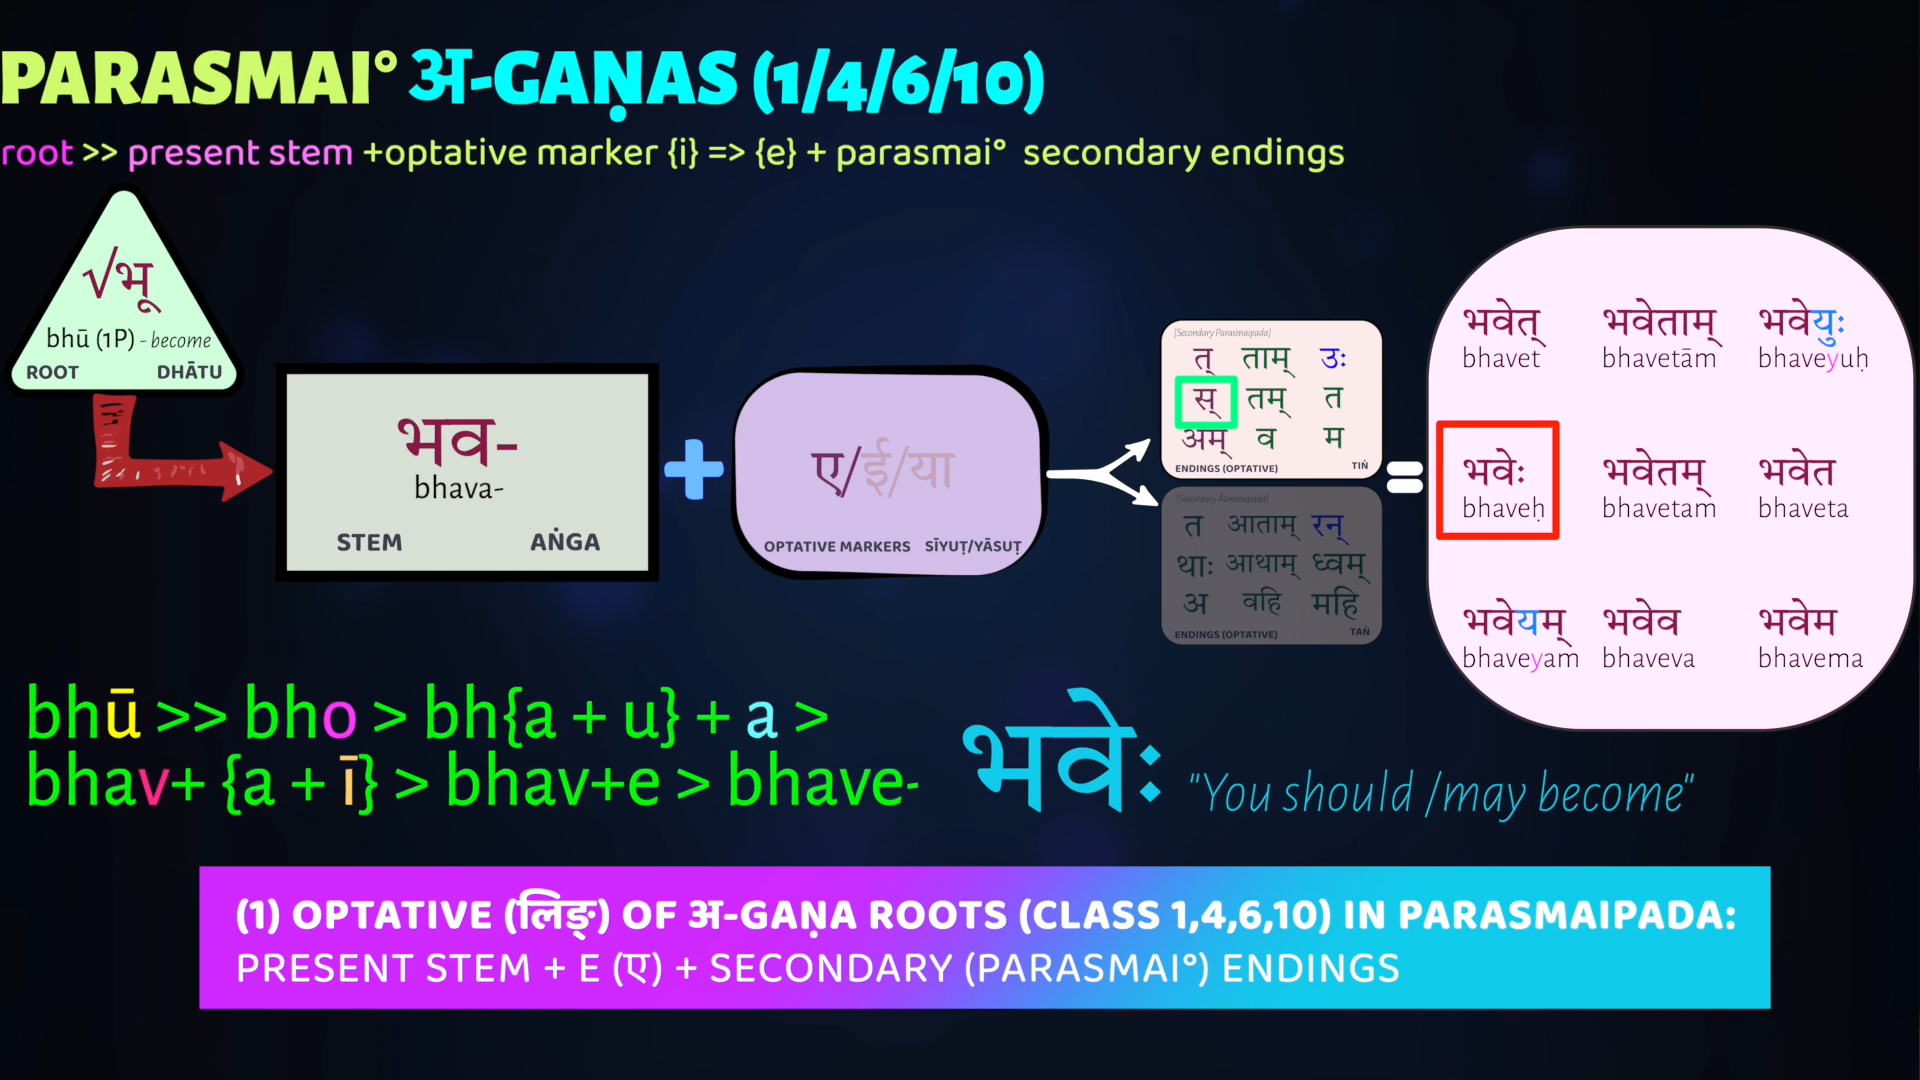 PARASMAI° अ-GAṆAS (1/4/6/10)
root >> present stem +optative marker {i} => {e} + parasmai° secondary endings
√भू
bhū (1P) - become
ROOT DHĀTU
भव-
bhava-
STEM AṄGA
+
ए/ई/या
OPTATIVE MARKERS SĪYUṬ/YĀSUṬ
[Secondary Parasmaipada]
त् ताम् उः
स् तम् त
अम् व म
ENDINGS (OPTATIVE) TIṄ
[Secondary Ātmanipada]
त आताम् रन्
थाः आथाम् ध्वम्
अ वहि महि
ENDINGS (OPTATIVE) TAṄ
=
भवेत् भवेताम् भवेयुः
bhavet bhavetām bhaveyuḥ
भवेः भवेतम् भवेत
bhaveḥ bhavetam bhaveta
भवेयम् भवेव भवेम
bhaveyam bhaveva bhavema
bhū >> bho > bh{a + u} + a >
bhav+ {a + ī} > bhav+e > bhave-
भवेः "You should /may become"
(1) OPTATIVE (लिङ्) OF अ-GAṆA ROOTS (CLASS 1,4,6,10) IN PARASMAIPADA:
PRESENT STEM + E (ए) + SECONDARY (PARASMAI°) ENDINGS